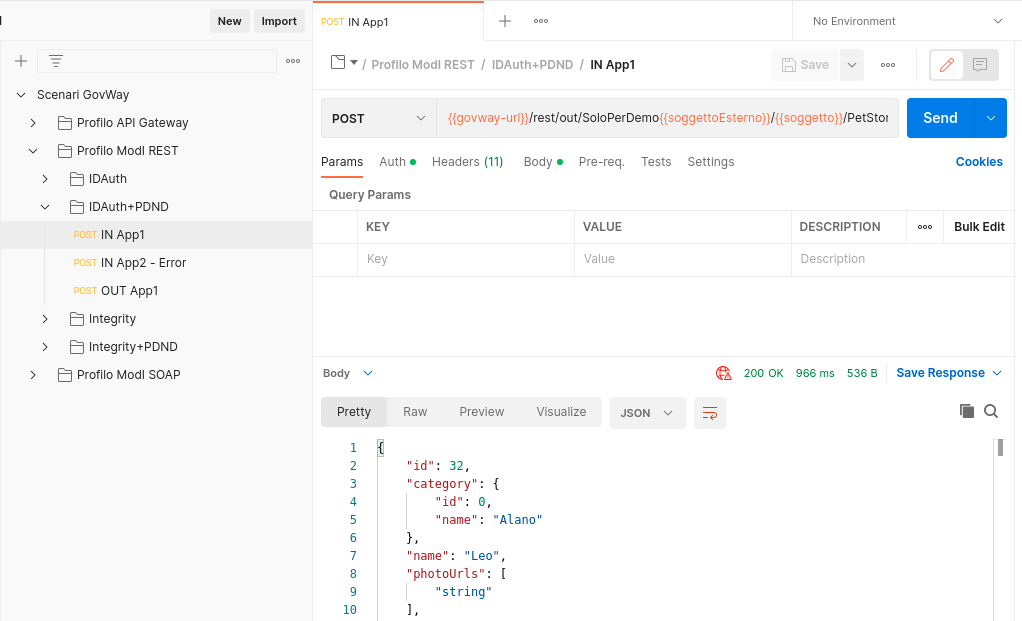 New Import
POST IN App1
No Environment
/ Profilo ModI REST / IDAuth+PDND / IN App1
Save
Scenari GovWay
Profilo API Gateway
Profilo ModI REST
IDAuth
IDAuth+PDND
POST IN App1
POST IN App2 - Error
POST OUT App1
Integrity
Integrity+PDND
Profilo ModI SOAP
POST
{{govway-url}}/rest/out/SoloPerDemo{{soggettoEsterno}}/{{soggetto}}/PetStor
Send
Params Auth Headers (11) Body Pre-req. Tests Settings
Cookies
Query Params
KEY VALUE DESCRIPTION Bulk Edit
Key Value Description
Body
200 OK 966 ms 536 B Save Response
Pretty Raw Preview Visualize JSON
1 {
2 "id": 32,
3 "category": {
4 "id": 0,
5 "name": "Alano"
6 },
7 "name": "Leo",
8 "photoUrls": [
9 "string"
10 ],